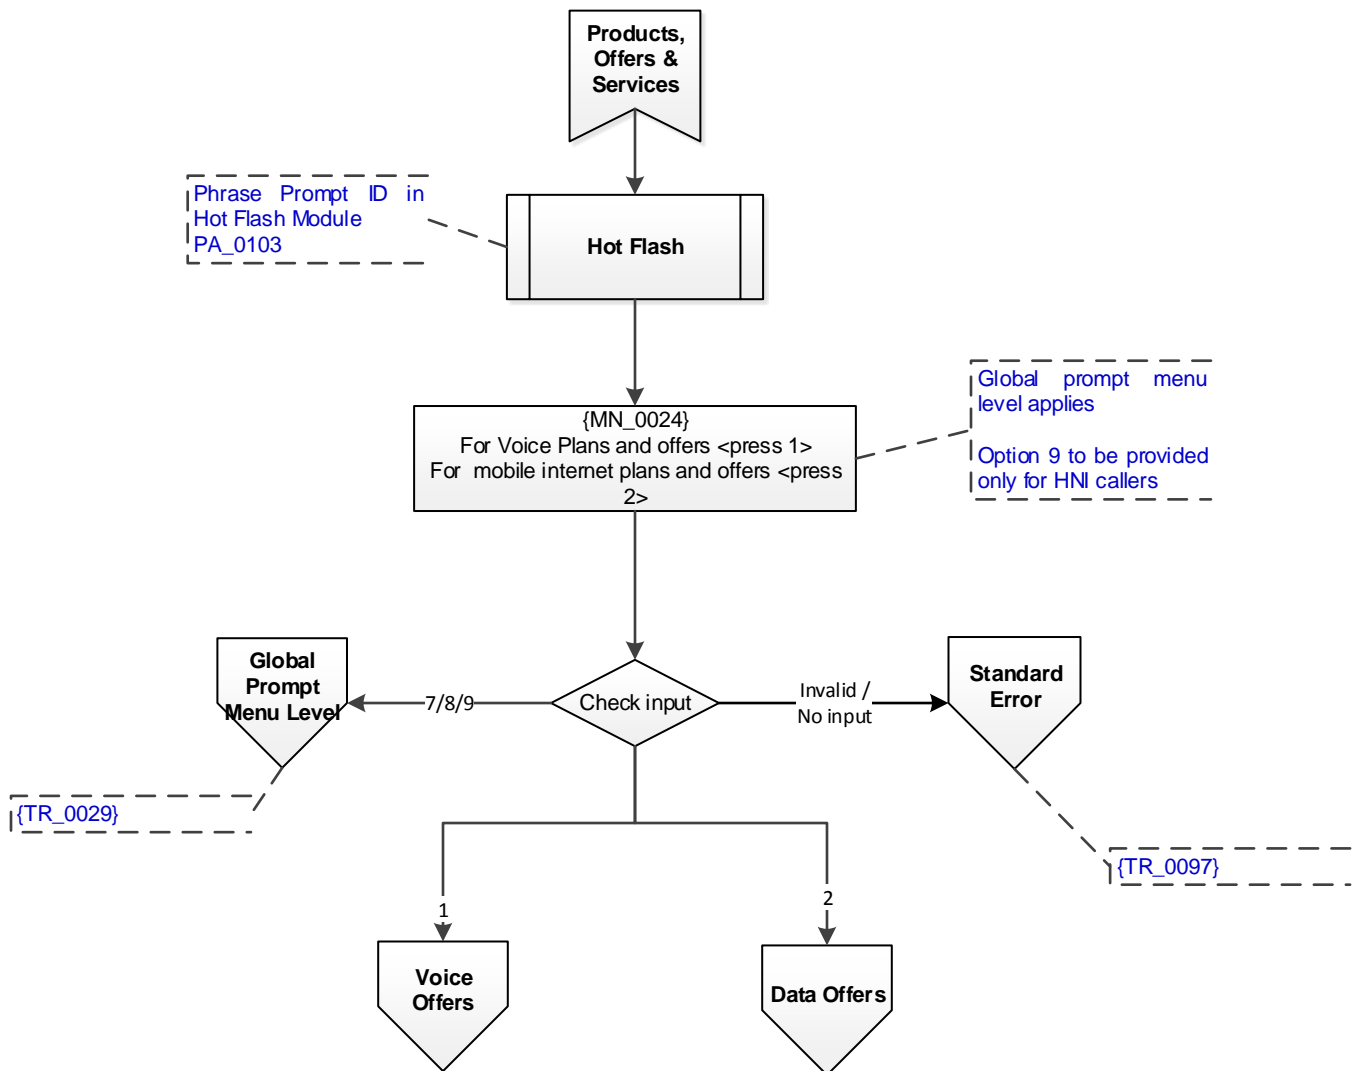 Products,
Offers &
Services
Phrase Prompt ID in
Hot Flash Module
PA_0103
Hot Flash
Global prompt menu
level applies
Option 9 to be provided
only for HNI callers
{MN_0024}
For Voice Plans and offers <press 1>
For mobile internet plans and offers <press
2>
Global
Prompt
Menu Level
7/8/9
Check input
Invalid /
No input
Standard
Error
{TR_0029}
{TR_0097}
1
2
Voice
Offers
Data Offers